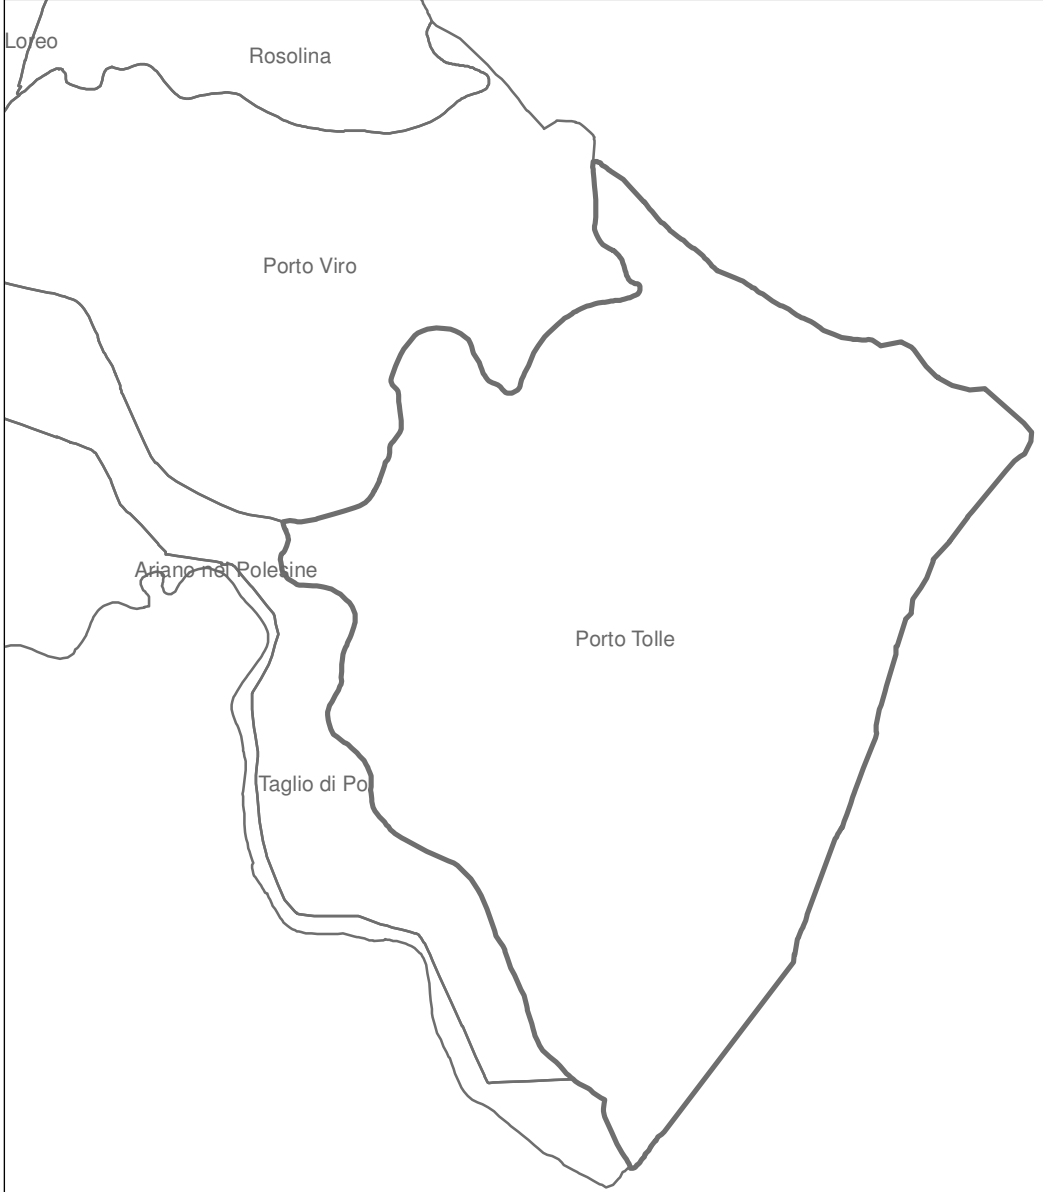 Loreo
Rosolina
Porto Viro
Ariano nel Polesine
Porto Tolle
Taglio di Po